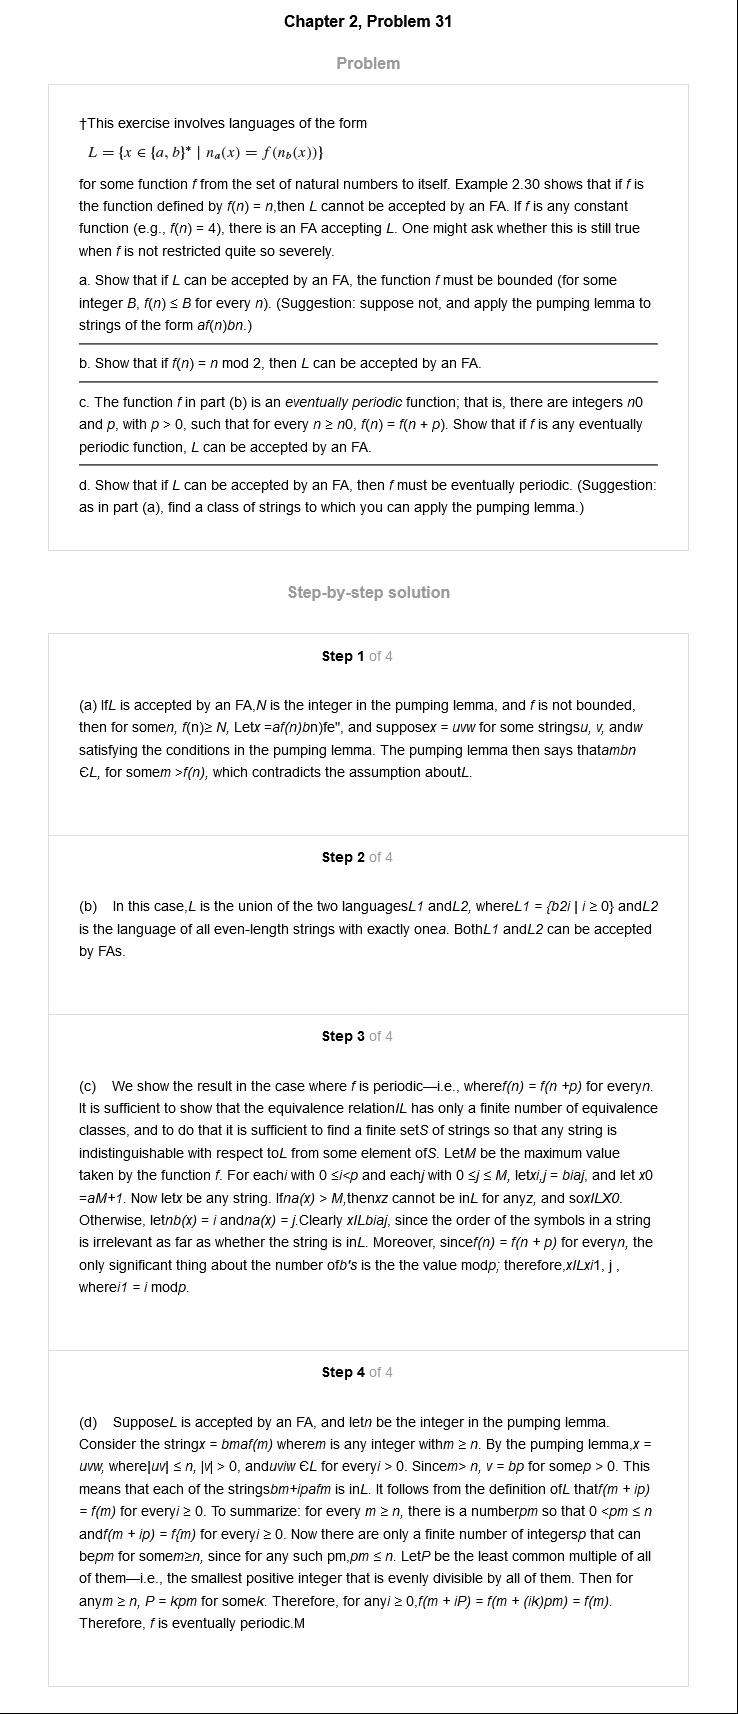 Chapter 2, Problem 31
Problem
†This exercise involves languages of the form
L = {x ∈ {a, b}* | na(x) = f(nb(x))}
for some function f from the set of natural numbers to itself. Example 2.30 shows that if f is
the function defined by f(n) = n,then L cannot be accepted by an FA. If f is any constant
function (e.g., f(n) = 4), there is an FA accepting L. One might ask whether this is still true
when f is not restricted quite so severely.
a. Show that if L can be accepted by an FA, the function f must be bounded (for some
integer B, f(n) ≤ B for every n). (Suggestion: suppose not, and apply the pumping lemma to
strings of the form af(n)bn.)
b. Show that if f(n) = n mod 2, then L can be accepted by an FA.
c. The function f in part (b) is an eventually periodic function; that is, there are integers n0
and p, with p > 0, such that for every n ≥ n0, f(n) = f(n + p). Show that if f is any eventually
periodic function, L can be accepted by an FA.
d. Show that if L can be accepted by an FA, then f must be eventually periodic. (Suggestion:
as in part (a), find a class of strings to which you can apply the pumping lemma.)
Step-by-step solution
Step 1 of 4
(a) IfL is accepted by an FA,N is the integer in the pumping lemma, and f is not bounded,
then for somen, f(n)≥ N, Letx =af(n)bn)fe", and supposex = uvw for some stringsu, v, andw
satisfying the conditions in the pumping lemma. The pumping lemma then says thatambn
ЄL, for somem >f(n), which contradicts the assumption aboutL.
Step 2 of 4
(b) In this case,L is the union of the two languagesL1 andL2, whereL1 = {b2i | i ≥ 0} andL2
is the language of all even-length strings with exactly onea. BothL1 andL2 can be accepted
by FAs.
Step 3 of 4
(c) We show the result in the case where f is periodic—i.e., wheref(n) = f(n +p) for everyn.
It is sufficient to show that the equivalence relationIL has only a finite number of equivalence
classes, and to do that it is sufficient to find a finite setS of strings so that any string is
indistinguishable with respect toL from some element ofS. LetM be the maximum value
taken by the function f. For eachi with 0 ≤i<p and eachj with 0 ≤j ≤ M, letxi,j = biaj, and let x0
=aM+1. Now letx be any string. Ifna(x) > M,thenxz cannot be inL for anyz, and soxILX0.
Otherwise, letnb(x) = i andna(x) = j.Clearly xILbiaj, since the order of the symbols in a string
is irrelevant as far as whether the string is inL. Moreover, sincef(n) = f(n + p) for everyn, the
only significant thing about the number ofb's is the the value modp; therefore,xILxi1, j ,
wherei1 = i modp.
Step 4 of 4
(d) SupposeL is accepted by an FA, and letn be the integer in the pumping lemma.
Consider the stringx = bmaf(m) wherem is any integer withm ≥ n. By the pumping lemma,x =
uvw, where|uv| ≤ n, |v| > 0, anduviw ЄL for everyi > 0. Sincem> n, v = bp for somep > 0. This
means that each of the stringsbm+ipafm is inL. It follows from the definition ofL thatf(m + ip)
= f(m) for everyi ≥ 0. To summarize: for every m ≥ n, there is a numberpm so that 0 <pm ≤ n
andf(m + ip) = f{m) for everyi ≥ 0. Now there are only a finite number of integersp that can
bepm for somem≥n, since for any such pm,pm ≤ n. LetP be the least common multiple of all
of them—i.e., the smallest positive integer that is evenly divisible by all of them. Then for
anym ≥ n, P = kpm for somek. Therefore, for anyi ≥ 0,f(m + iP) = f(m + (ik)pm) = f(m).
Therefore, f is eventually periodic.M